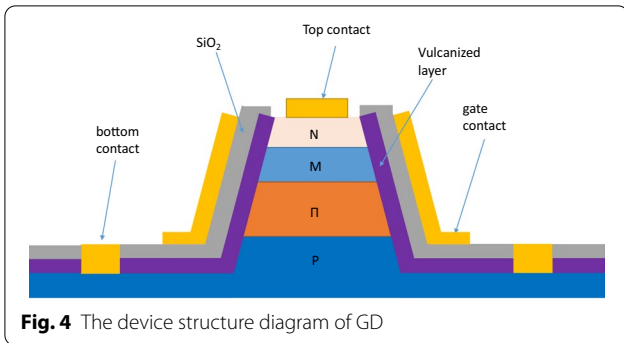 Top contact
SiO₂
Vulcanized
layer
gate
contact
bottom
contact
N
M
Π
P
Fig. 4 The device structure diagram of GD